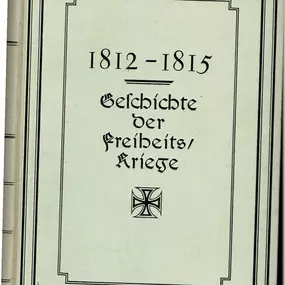 1812-1815
Geschichte
der
Freiheits/
Kriege